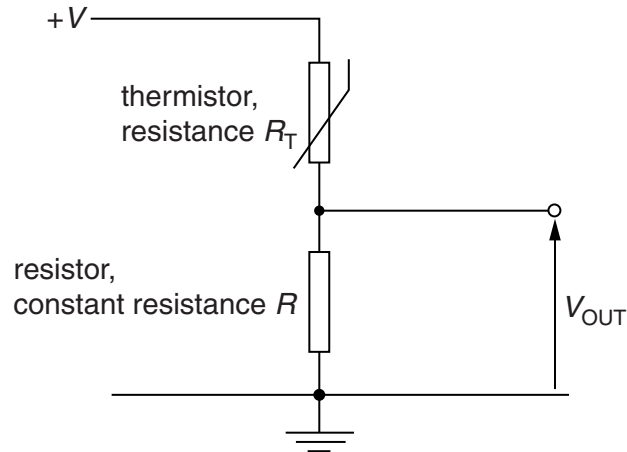 +V
thermistor,
resistance R_T
resistor,
constant resistance R
V_OUT